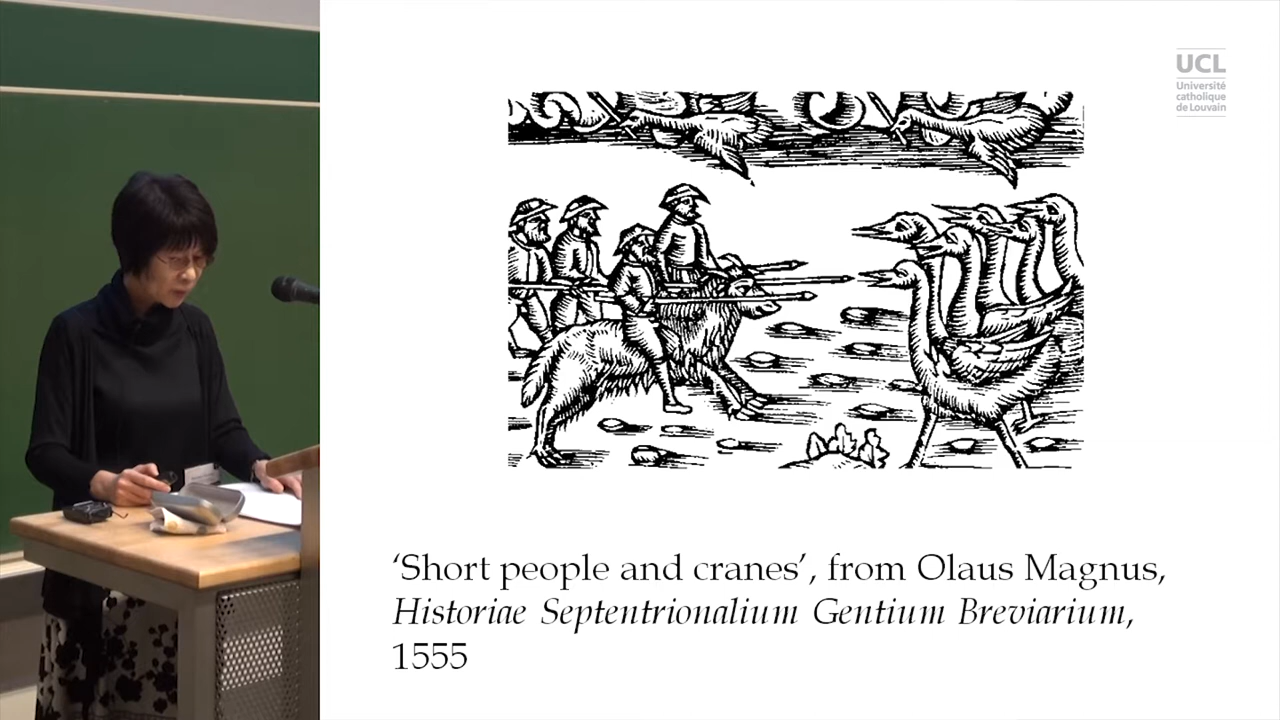 UCL
Université
catholique
de Louvain
‘Short people and cranes’, from Olaus Magnus,
Historiae Septentrionalium Gentium Breviarium,
1555